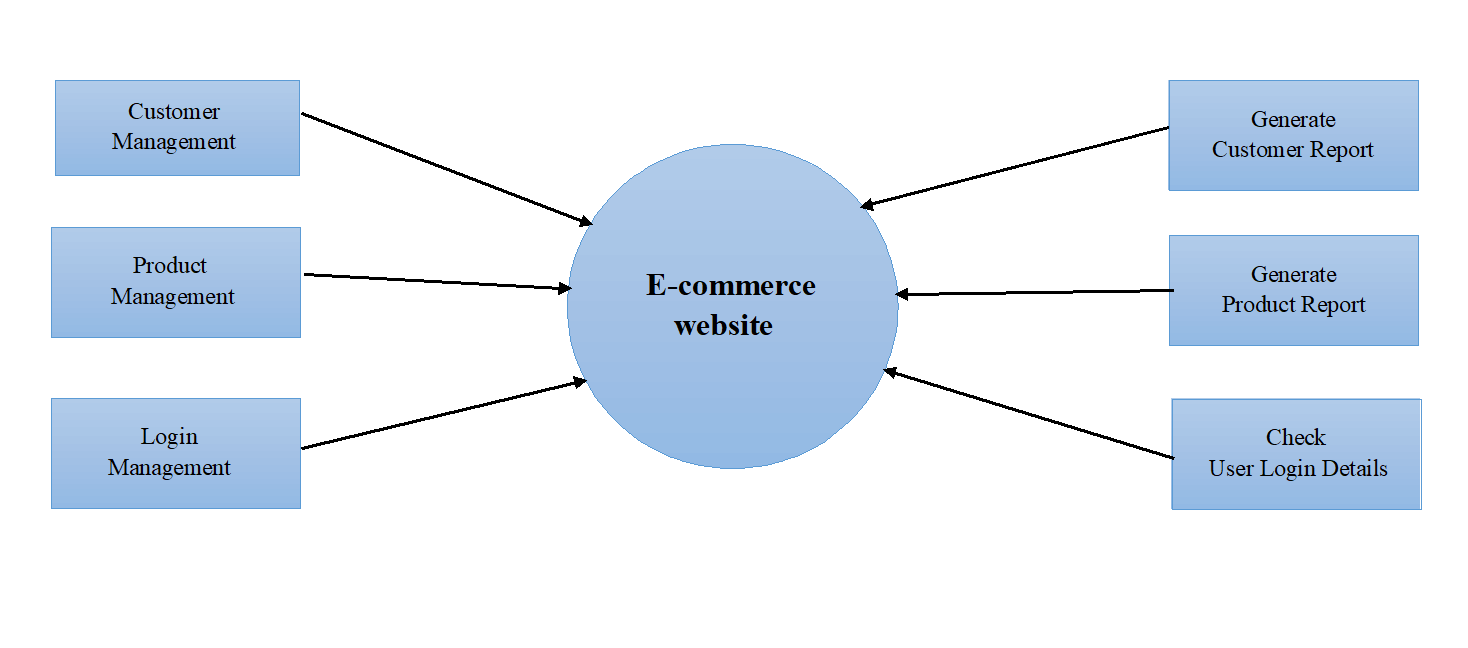 Customer
Management
Product
Management
Login
Management
E-commerce
website
Generate
Customer Report
Generate
Product Report
Check
User Login Details